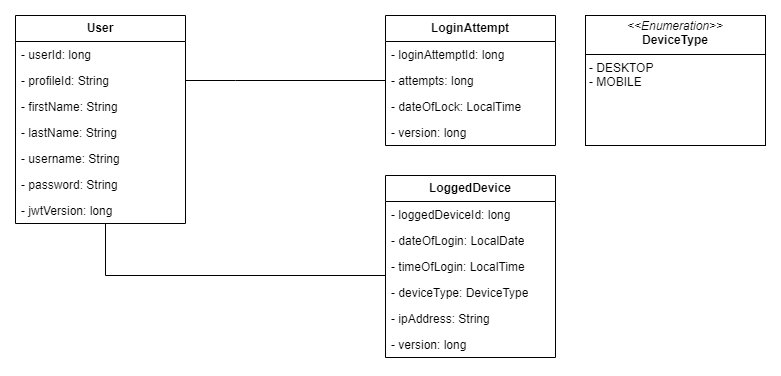 User
- userId: long
- profileId: String
- firstName: String
- lastName: String
- username: String
- password: String
- jwtVersion: long
LoginAttempt
- loginAttemptId: long
- attempts: long
- dateOfLock: LocalTime
- version: long
<<Enumeration>>
DeviceType
- DESKTOP
- MOBILE
LoggedDevice
- loggedDeviceId: long
- dateOfLogin: LocalDate
- timeOfLogin: LocalTime
- deviceType: DeviceType
- ipAddress: String
- version: long